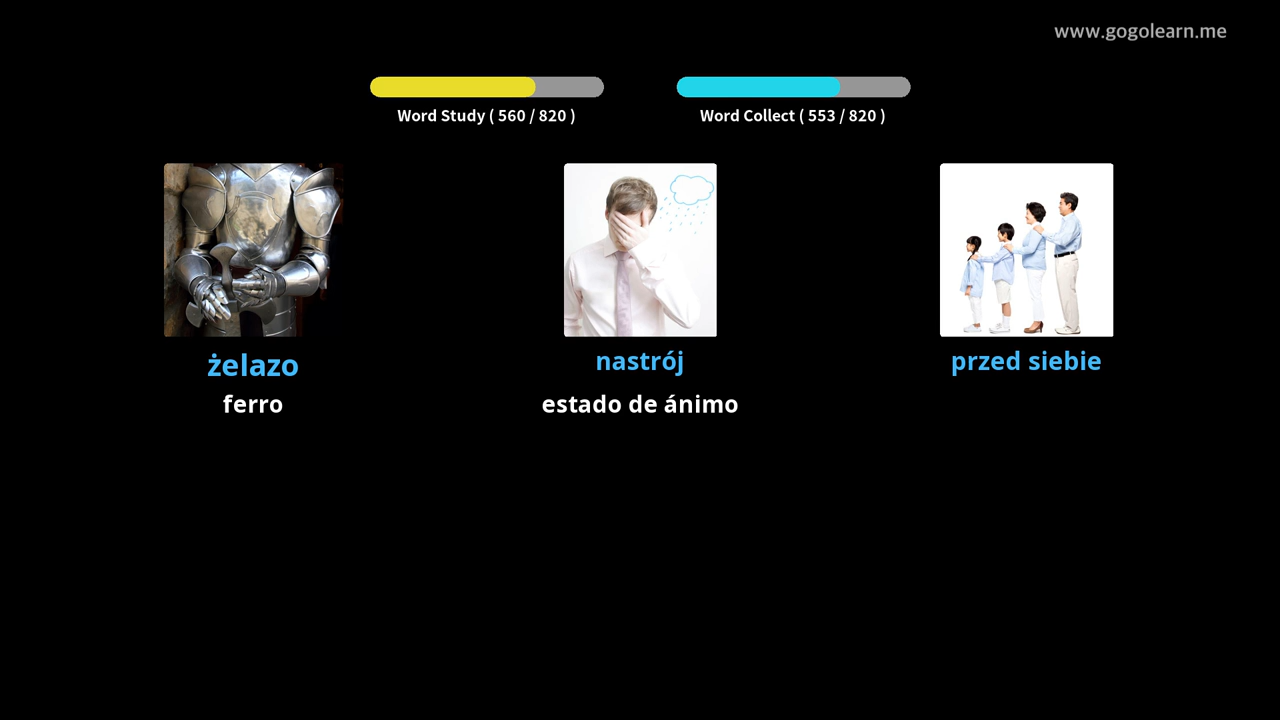 www.gogolearn.me
Word Study ( 560 / 820 )
Word Collect ( 553 / 820 )
żelazo
ferro
nastrój
estado de ánimo
przed siebie